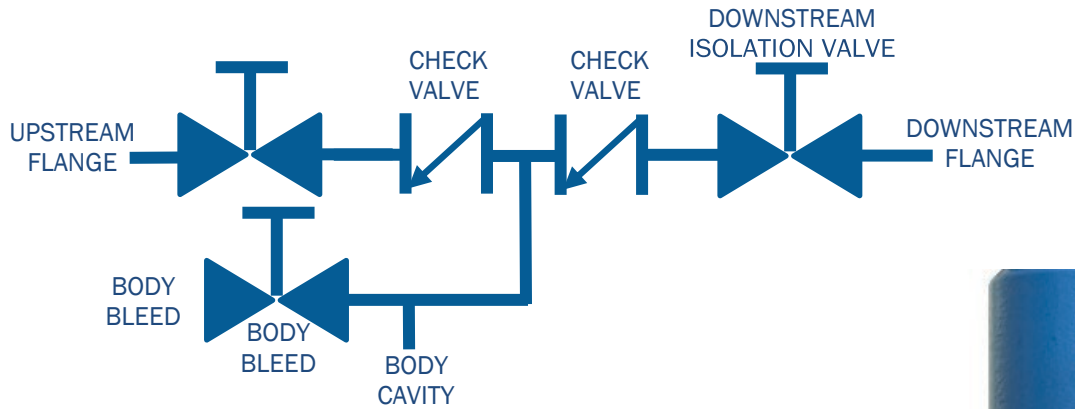 DOWNSTREAM
ISOLATION VALVE
CHECK
VALVE
CHECK
VALVE
UPSTREAM
FLANGE
DOWNSTREAM
FLANGE
BODY
BLEED
BODY
BLEED
BODY
CAVITY